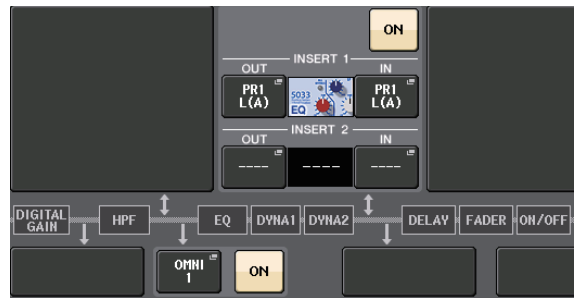 ON
INSERT 1
OUT IN
PR1
L(A)
5033
EQ
PR1
L(A)
INSERT 2
OUT IN
---- ---- ----
DIGITAL
GAIN
HPF EQ DYNA1 DYNA2 DELAY FADER ON/OFF
OMNI
1
ON